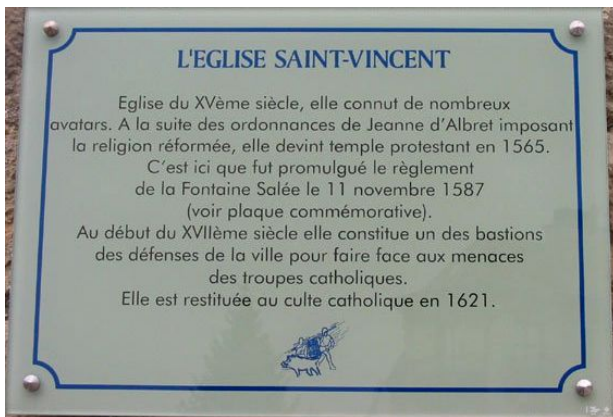 L'EGLISE SAINT-VINCENT
Eglise du XVème siècle, elle connut de nombreux
avatars. A la suite des ordonnances de Jeanne d'Albret imposant
la religion réformée, elle devint temple protestant en 1565.
C'est ici que fut promulgué le règlement
de la Fontaine Salée le 11 novembre 1587
(voir plaque commémorative).
Au début du XVIIème siècle elle constitue un des bastions
des défenses de la ville pour faire face aux menaces
des troupes catholiques.
Elle est restituée au culte catholique en 1621.